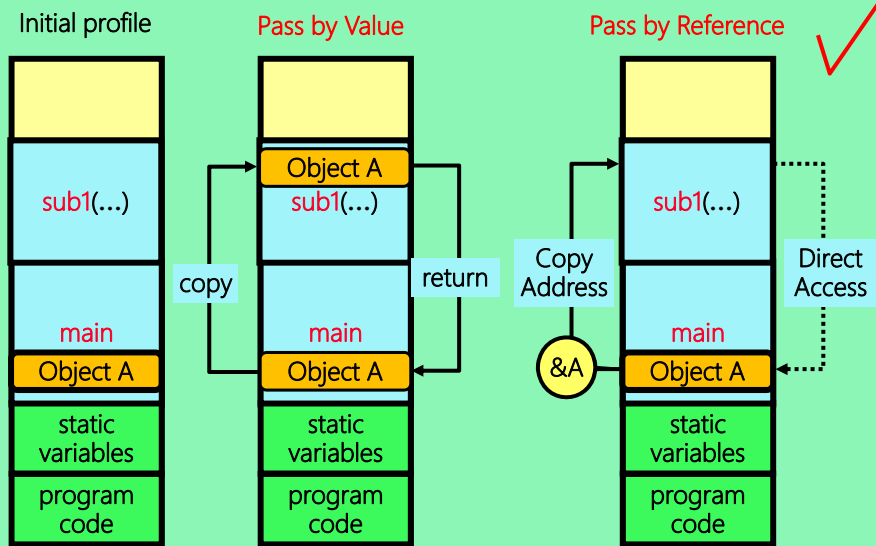 Initial profile
sub1(...)
main
Object A
static
variables
program
code
Pass by Value
Object A
sub1(...)
copy
return
main
Object A
static
variables
program
code
Pass by Reference
sub1(...)
Copy
Address
Direct
Access
main
&A
Object A
static
variables
program
code